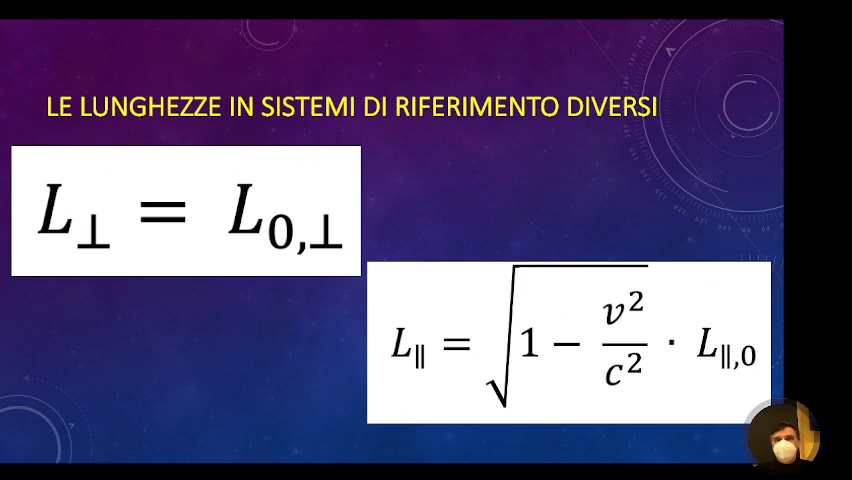 LE LUNGHEZZE IN SISTEMI DI RIFERIMENTO DIVERSI
L⊥ = L0,⊥
L∥ = √(1 − v²/c²) · L∥,0